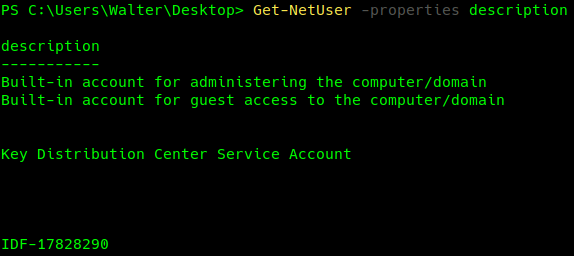 PS C:\Users\Walter\Desktop> Get-NetUser -properties description
description
-----------
Built-in account for administering the computer/domain
Built-in account for guest access to the computer/domain
Key Distribution Center Service Account
IDF-17828290